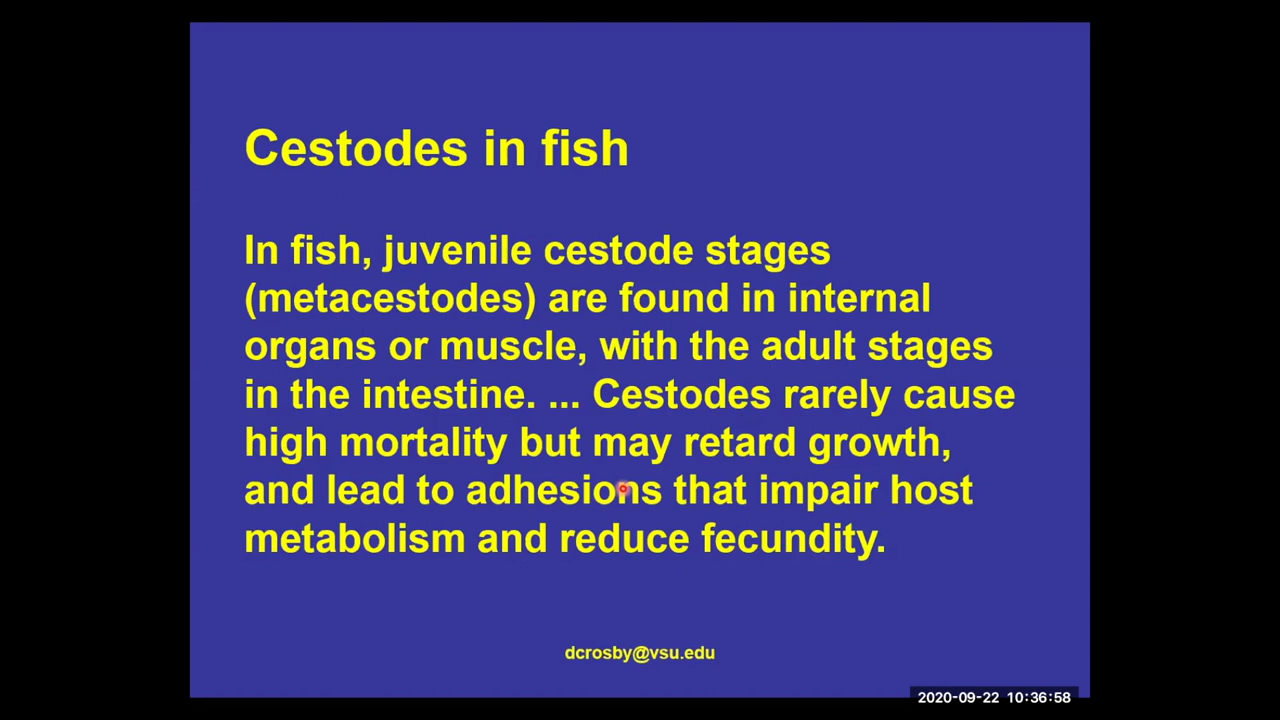 Cestodes in fish
In fish, juvenile cestode stages
(metacestodes) are found in internal
organs or muscle, with the adult stages
in the intestine. ... Cestodes rarely cause
high mortality but may retard growth,
and lead to adhesions that impair host
metabolism and reduce fecundity.
dcrosby@vsu.edu
2020-09-22 10:36:58